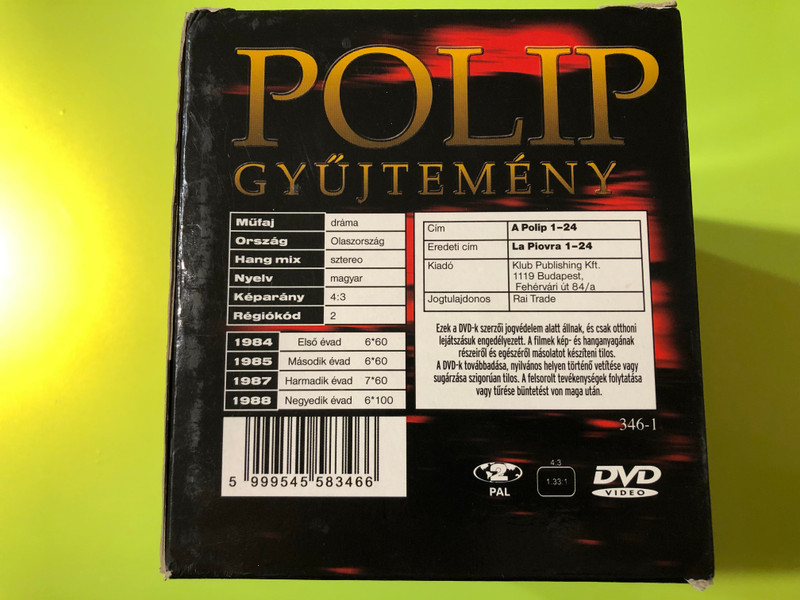 POLIP
GYŰJTEMÉNY
Műfaj dráma
Ország Olaszország
Hang mix sztereo
Nyelv magyar
Képarány 4:3
Régiókód 2
1984 Első évad 6*60
1985 Második évad 6*60
1987 Harmadik évad 7*60
1988 Negyedik évad 6*100
Cím A Polip 1–24
Eredeti cím La Piovra 1–24
Kiadó Klub Publishing Kft.
1119 Budapest,
Fehérvári út 84/a
Jogtulajdonos Rai Trade
Ezek a DVD-k szerzői jogvédelem alatt állnak, és csak otthoni
lejátszásuk engedélyezett. A filmek kép- és hanganyagának
részeiről és egészéről másolatot készíteni tilos.
A DVD-k továbbadása, nyilvános helyen történő vetítése vagy
sugárzása szigorúan tilos. A felsorolt tevékenységek folytatása
vagy tűrése büntetést von maga után.
346-1
5 999545 583466
2
PAL
4:3
1.33:1
DVD
VIDEO